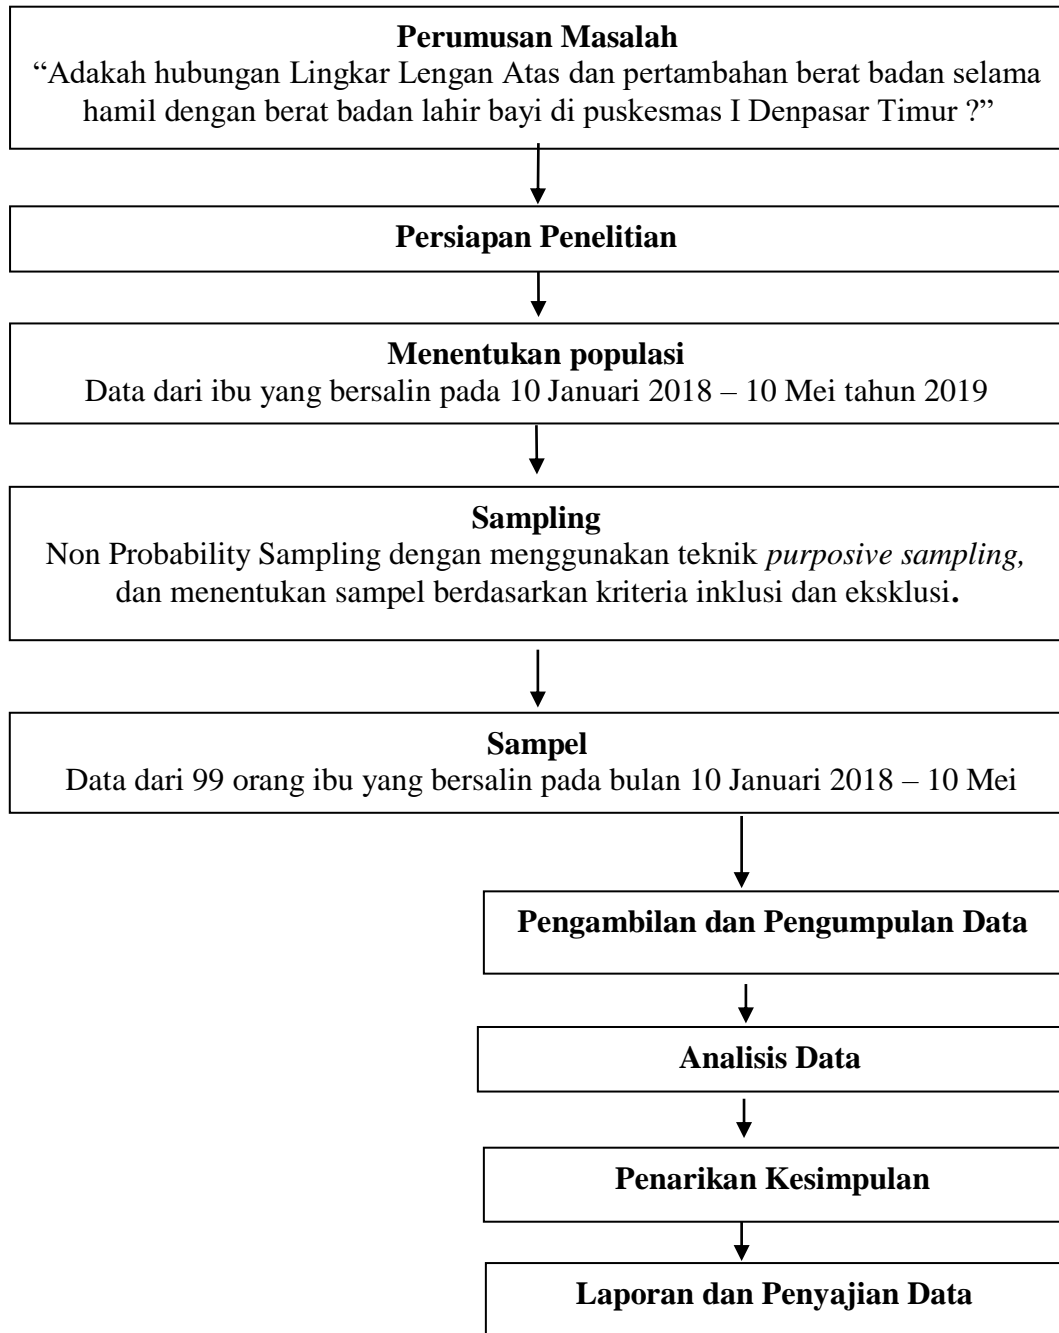 Perumusan Masalah
“Adakah hubungan Lingkar Lengan Atas dan pertambahan berat badan selama
hamil dengan berat badan lahir bayi di puskesmas I Denpasar Timur ?”
Persiapan Penelitian
Menentukan populasi
Data dari ibu yang bersalin pada 10 Januari 2018 – 10 Mei tahun 2019
Sampling
Non Probability Sampling dengan menggunakan teknik purposive sampling,
dan menentukan sampel berdasarkan kriteria inklusi dan eksklusi.
Sampel
Data dari 99 orang ibu yang bersalin pada bulan 10 Januari 2018 – 10 Mei
Pengambilan dan Pengumpulan Data
Analisis Data
Penarikan Kesimpulan
Laporan dan Penyajian Data